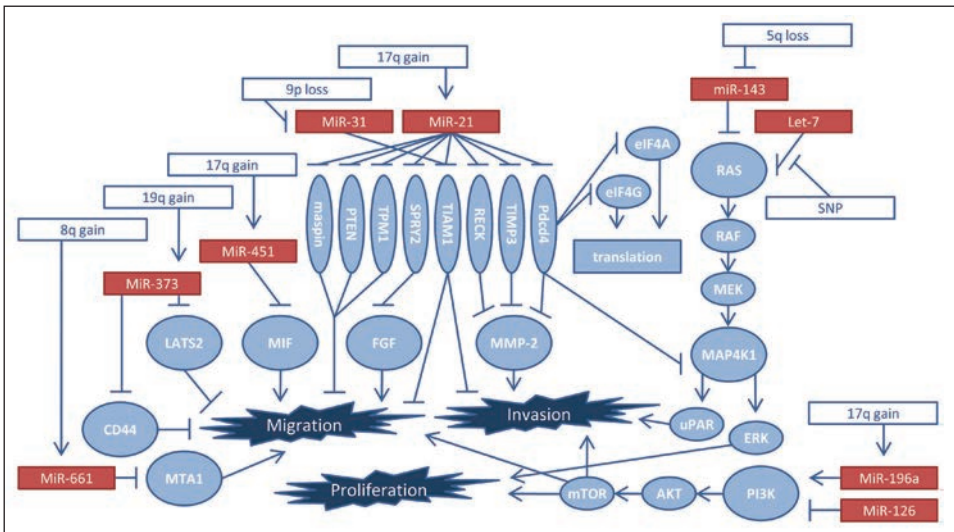 5q loss
17q gain
9p loss
miR-143
MiR-31
MiR-21
Let-7
eIF4A
17q gain
RAS
19q gain
eIF4G
8q gain
maspin
PTEN
TPM1
SPRY2
TIAM1
RECK
TIMP3
Pdcd4
SNP
RAF
MiR-451
translation
MiR-373
MEK
LATS2
MIF
FGF
MMP-2
MAP4K1
Migration
Invasion
17q gain
CD44
uPAR
ERK
MiR-661
MTA1
MiR-196a
Proliferation
mTOR
AKT
PI3K
MiR-126